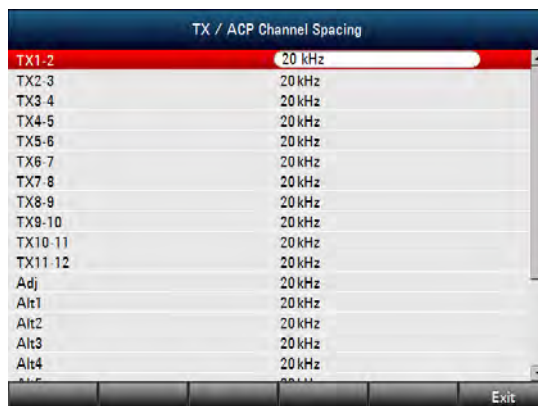 TX / ACP Channel Spacing
TX1-2 20 kHz
TX2-3 20 kHz
TX3-4 20 kHz
TX4-5 20 kHz
TX5-6 20 kHz
TX6-7 20 kHz
TX7-8 20 kHz
TX8-9 20 kHz
TX9-10 20 kHz
TX10-11 20 kHz
TX11-12 20 kHz
Adj 20 kHz
Alt1 20 kHz
Alt2 20 kHz
Alt3 20 kHz
Alt4 20 kHz
Exit